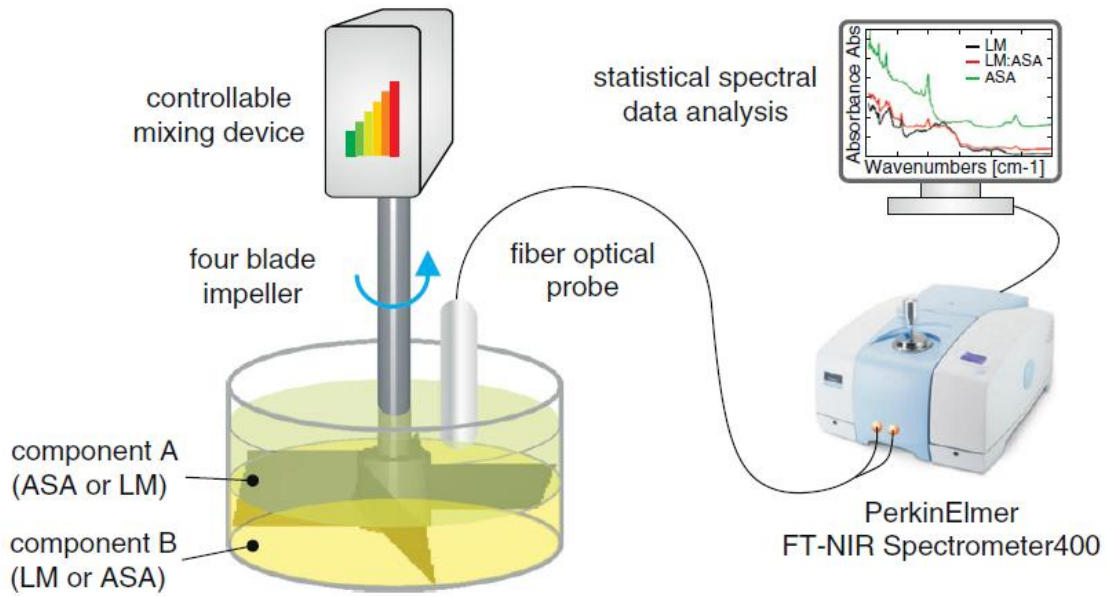 controllable
mixing device
statistical spectral
data analysis
Absorbance Abs
LM
LM:ASA
ASA
Wavenumbers [cm-1]
four blade
impeller
fiber optical
probe
component A
(ASA or LM)
component B
(LM or ASA)
PerkinElmer
FT-NIR Spectrometer400